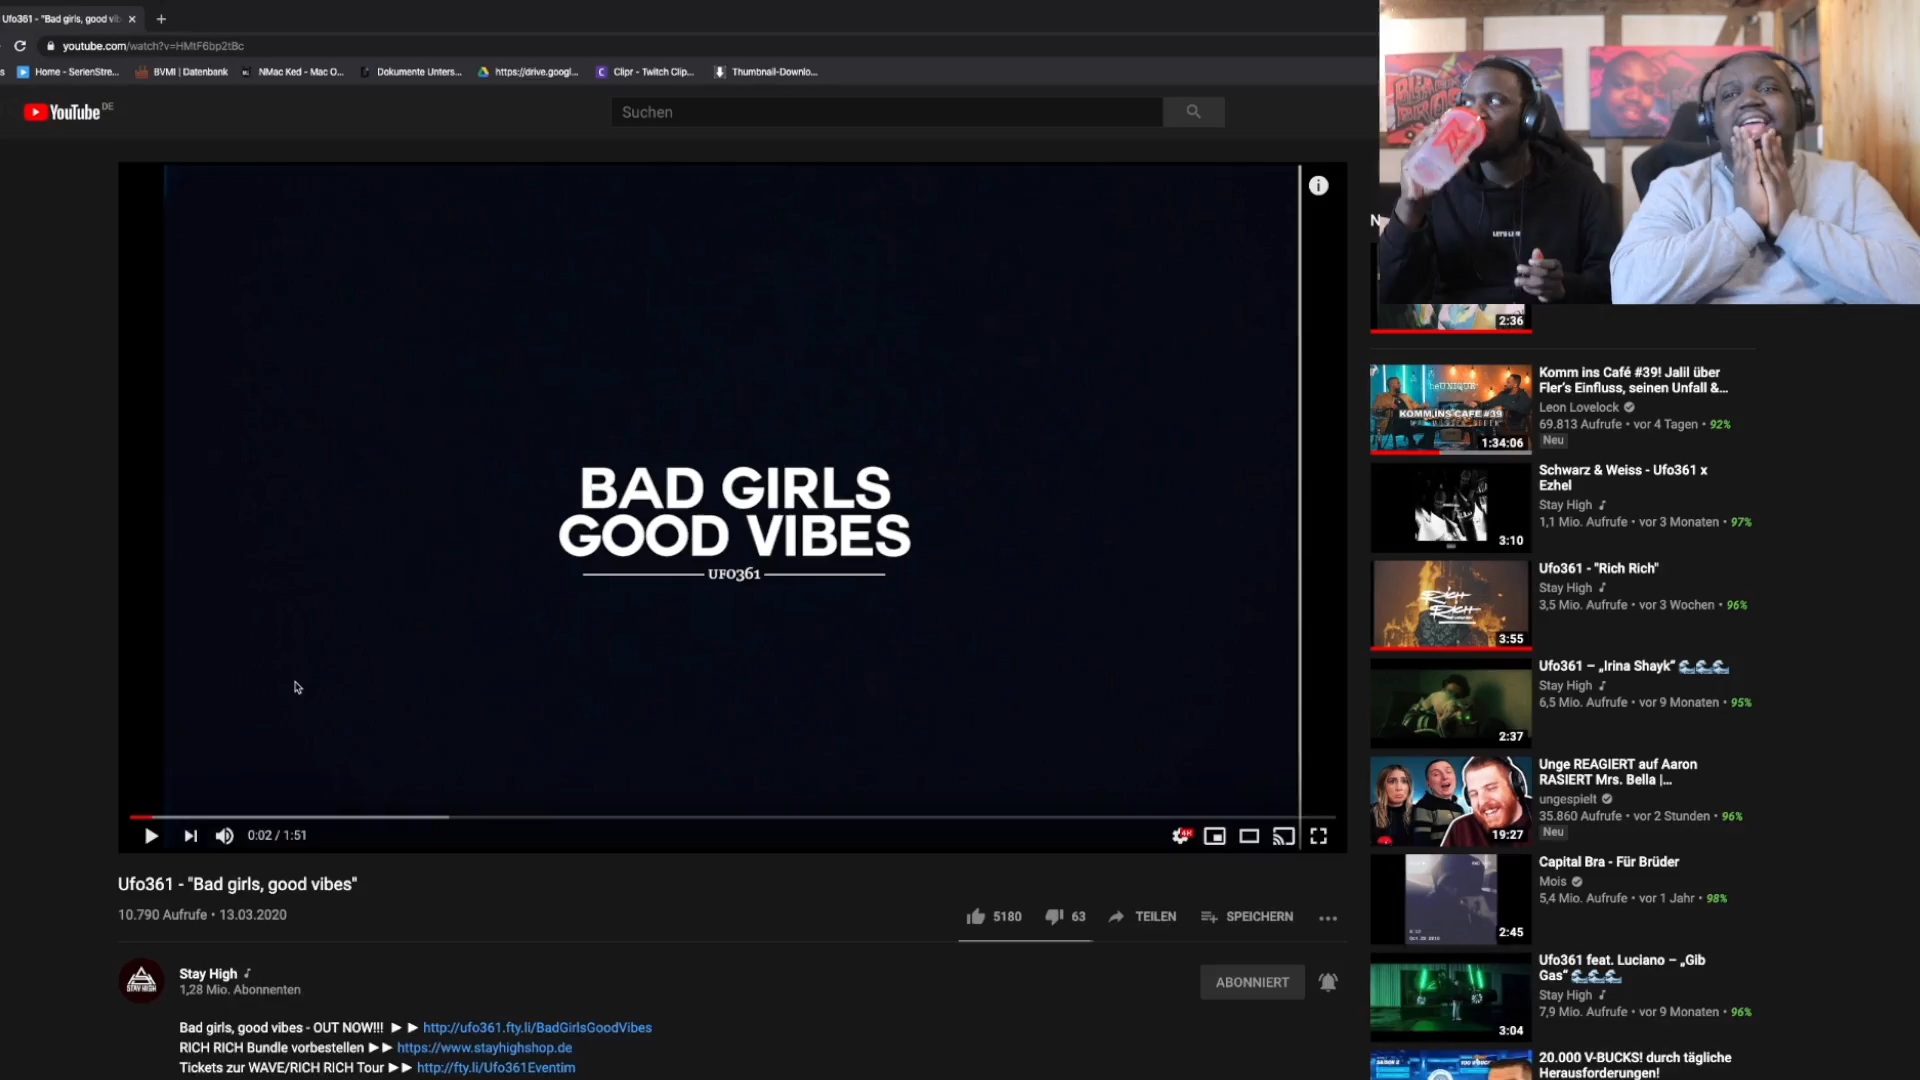 Ufo361 - "Bad girls, good vib
youtube.com/watch?v=HMtF6bp2tBc
Home - SerienStre...
BVMI | Datenbank
NMac Ked - Mac O...
Dokumente Unters...
https://drive.googl...
Clipr - Twitch Clip...
Thumbnail-Downlo...
YouTube DE
Suchen
BAD GIRLS
GOOD VIBES
UFO361
0:02 / 1:51
Ufo361 - "Bad girls, good vibes"
10.790 Aufrufe • 13.03.2020
5180
63
TEILEN
SPEICHERN
STAY HIGH
Stay High
1,28 Mio. Abonnenten
ABONNIERT
Bad girls, good vibes - OUT NOW!!! ►► http://ufo361.fty.li/BadGirlsGoodVibes
RICH RICH Bundle vorbestellen ►► https://www.stayhighshop.de
Tickets zur WAVE/RICH RICH Tour ►► http://fty.li/Ufo361Eventim
2:36
KOMM INS CAFÉ #39
1:34:06
Komm ins Café #39! Jalil über
Fler's Einfluss, seinen Unfall &...
Leon Lovelock
69.813 Aufrufe • vor 4 Tagen • 92%
Neu
3:10
Schwarz & Weiss - Ufo361 x
Ezhel
Stay High
1,1 Mio. Aufrufe • vor 3 Monaten • 97%
RICH
RICH
3:55
Ufo361 - "Rich Rich"
Stay High
3,5 Mio. Aufrufe • vor 3 Wochen • 96%
2:37
Ufo361 – „Irina Shayk“ 🌊🌊🌊
Stay High
6,5 Mio. Aufrufe • vor 9 Monaten • 95%
19:27
Unge REAGIERT auf Aaron
RASIERT Mrs. Bella |...
ungespielt
35.860 Aufrufe • vor 2 Stunden • 96%
Neu
2:45
Capital Bra - Für Brüder
Mois
5,4 Mio. Aufrufe • vor 1 Jahr • 98%
3:04
Ufo361 feat. Luciano – „Gib
Gas“ 🌊🌊🌊
Stay High
7,9 Mio. Aufrufe • vor 9 Monaten • 96%
20.000 V-BUCKS! durch tägliche
Herausforderungen!